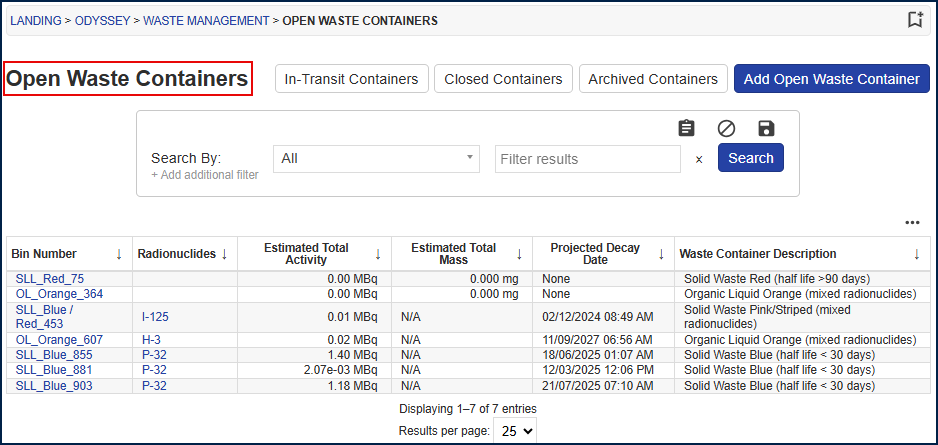 LANDING > ODYSSEY > WASTE MANAGEMENT > OPEN WASTE CONTAINERS
Open Waste Containers In-Transit Containers Closed Containers Archived Containers Add Open Waste Container
Search By: All Filter results x Search
+ Add additional filter
...
Bin Number ↓ Radionuclides ↓ Estimated Total Activity ↓ Estimated Total Mass ↓ Projected Decay Date ↓ Waste Container Description ↓
SLL_Red_75 0.00 MBq 0.000 mg None Solid Waste Red (half life >90 days)
OL_Orange_364 0.00 MBq 0.000 mg None Organic Liquid Orange (mixed radionuclides)
SLL_Blue / Red_453 I-125 0.01 MBq N/A 02/12/2024 08:49 AM Solid Waste Pink/Striped (mixed radionuclides)
OL_Orange_607 H-3 0.02 MBq N/A 11/09/2027 06:56 AM Organic Liquid Orange (mixed radionuclides)
SLL_Blue_855 P-32 1.40 MBq N/A 18/06/2025 01:07 AM Solid Waste Blue (half life < 30 days)
SLL_Blue_881 P-32 2.07e-03 MBq N/A 12/03/2025 12:06 PM Solid Waste Blue (half life < 30 days)
SLL_Blue_903 P-32 1.18 MBq N/A 21/07/2025 07:10 AM Solid Waste Blue (half life < 30 days)
Displaying 1–7 of 7 entries
Results per page: 25